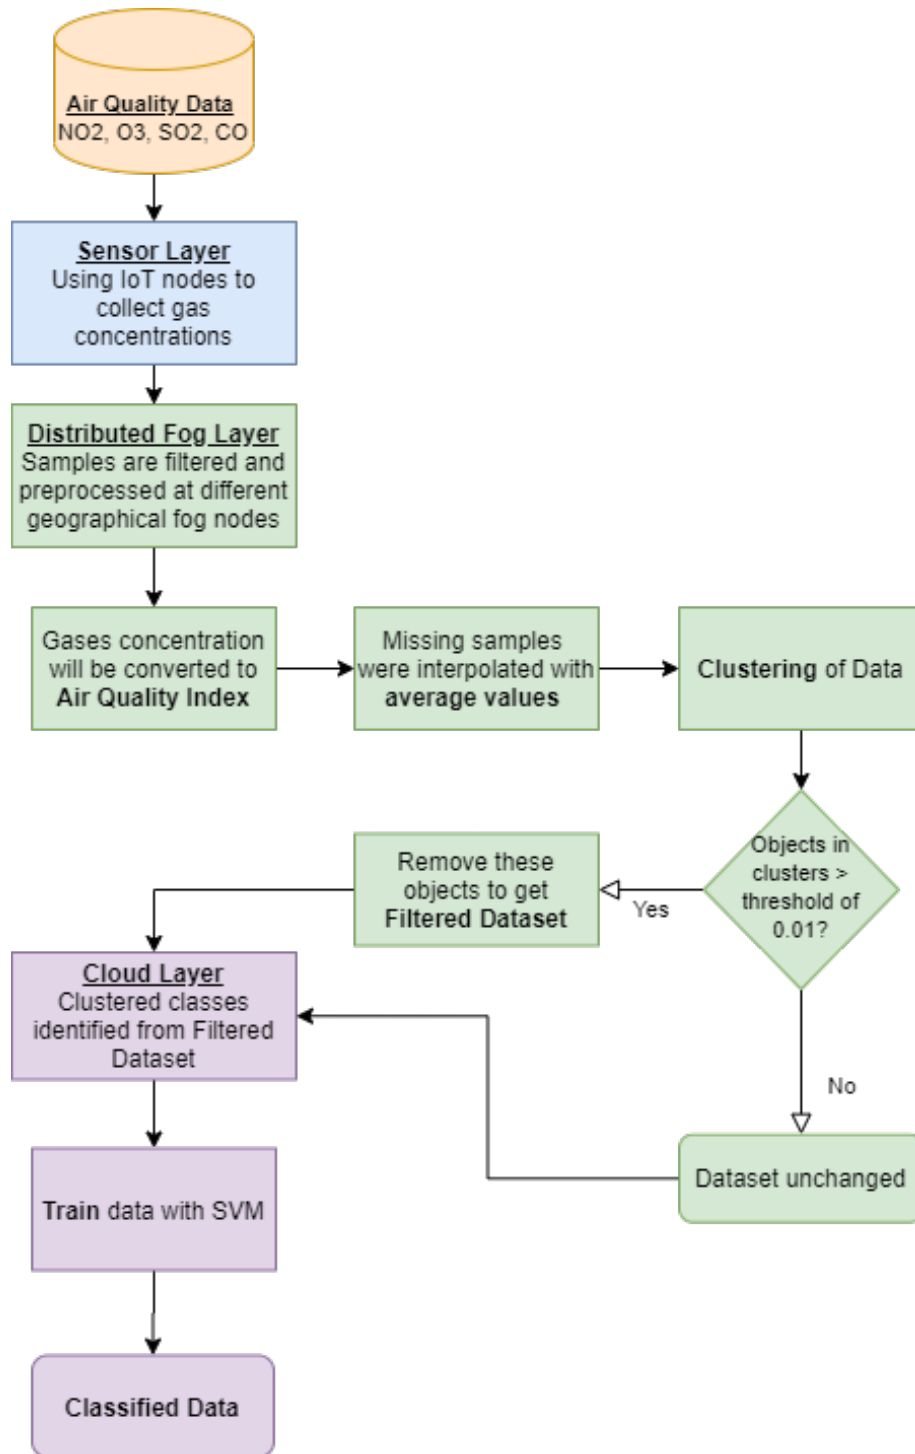 Air Quality Data
NO2, O3, SO2, CO
Sensor Layer
Using IoT nodes to
collect gas
concentrations
Distributed Fog Layer
Samples are filtered and
preprocessed at different
geographical fog nodes
Gases concentration
will be converted to
Air Quality Index
Missing samples
were interpolated with
average values
Clustering of Data
Objects in
clusters >
threshold of
0.01?
Yes
Remove these
objects to get
Filtered Dataset
No
Dataset unchanged
Cloud Layer
Clustered classes
identified from Filtered
Dataset
Train data with SVM
Classified Data